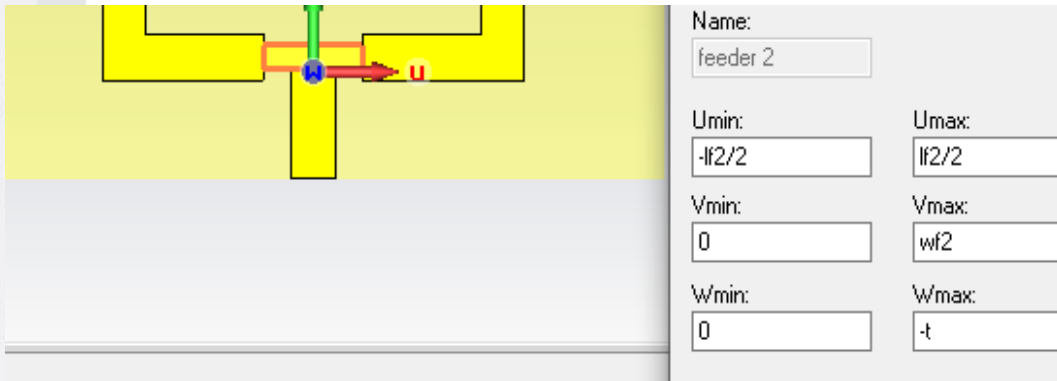 Name:
feeder 2
Umin:
Umax:
-lf2/2
lf2/2
Vmin:
Vmax:
0
wf2
Wmin:
Wmax:
0
-t
w
u